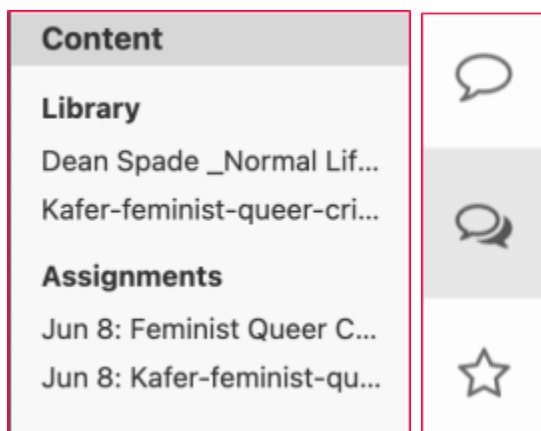 Content
Library
Dean Spade _Normal Lif...
Kafer-feminist-queer-cri...
Assignments
Jun 8: Feminist Queer C...
Jun 8: Kafer-feminist-qu...